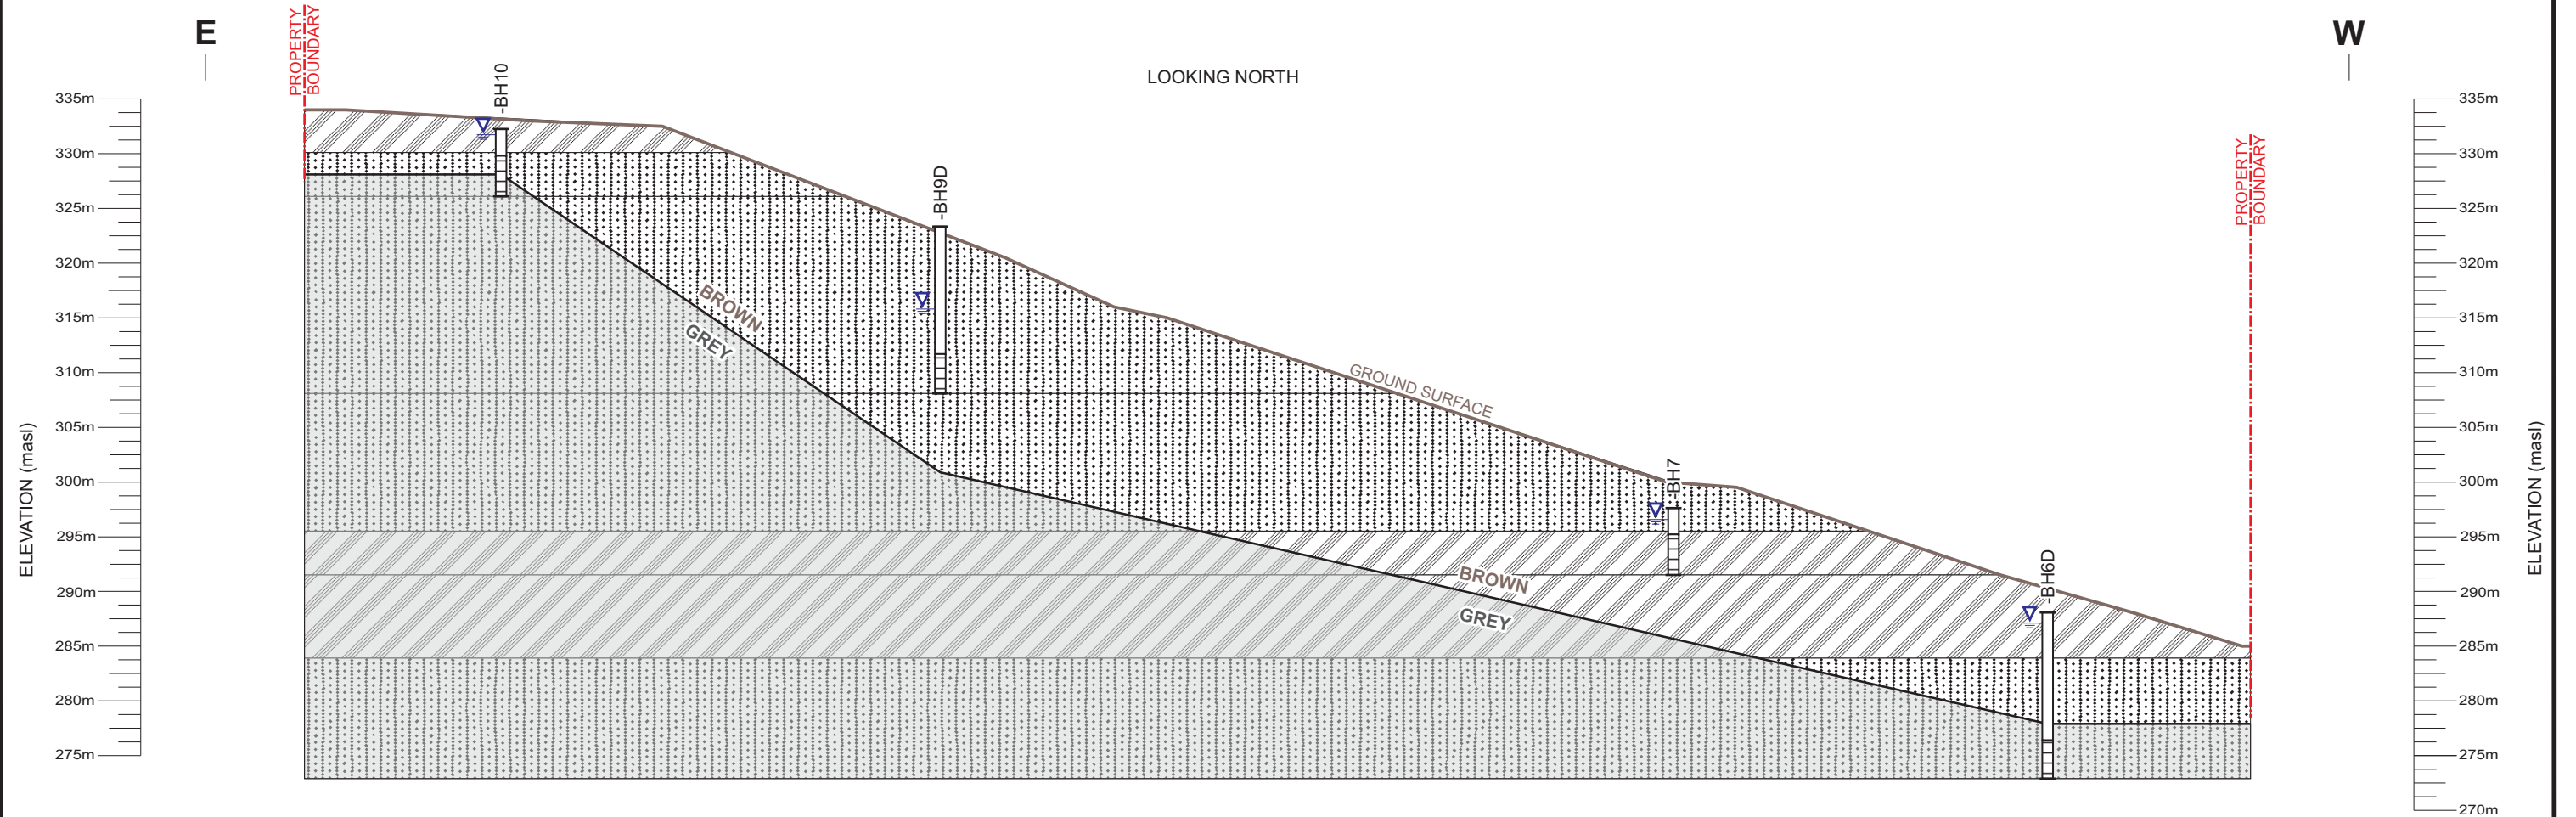 E
W
PROPERTY
BOUNDARY
LOOKING NORTH
-BH10
335m
330m
325m
320m
315m
310m
305m
300m
295m
290m
285m
280m
275m
ELEVATION (masl)
-BH9D
BROWN
GREY
GROUND SURFACE
-BH7
BROWN
GREY
-BH6D
PROPERTY
BOUNDARY
335m
330m
325m
320m
315m
310m
305m
300m
295m
290m
285m
280m
275m
270m
ELEVATION (masl)